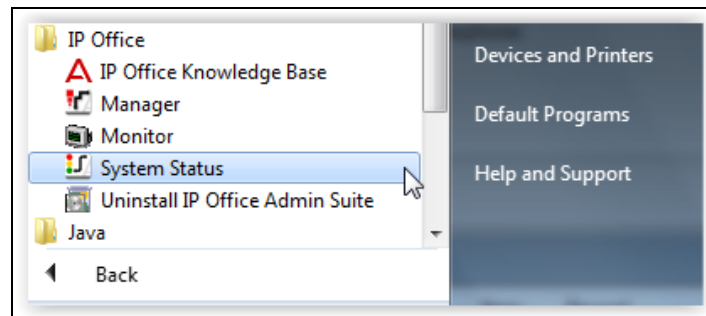 IP Office
IP Office Knowledge Base
Manager
Monitor
System Status
Uninstall IP Office Admin Suite
Java
Back
Devices and Printers
Default Programs
Help and Support